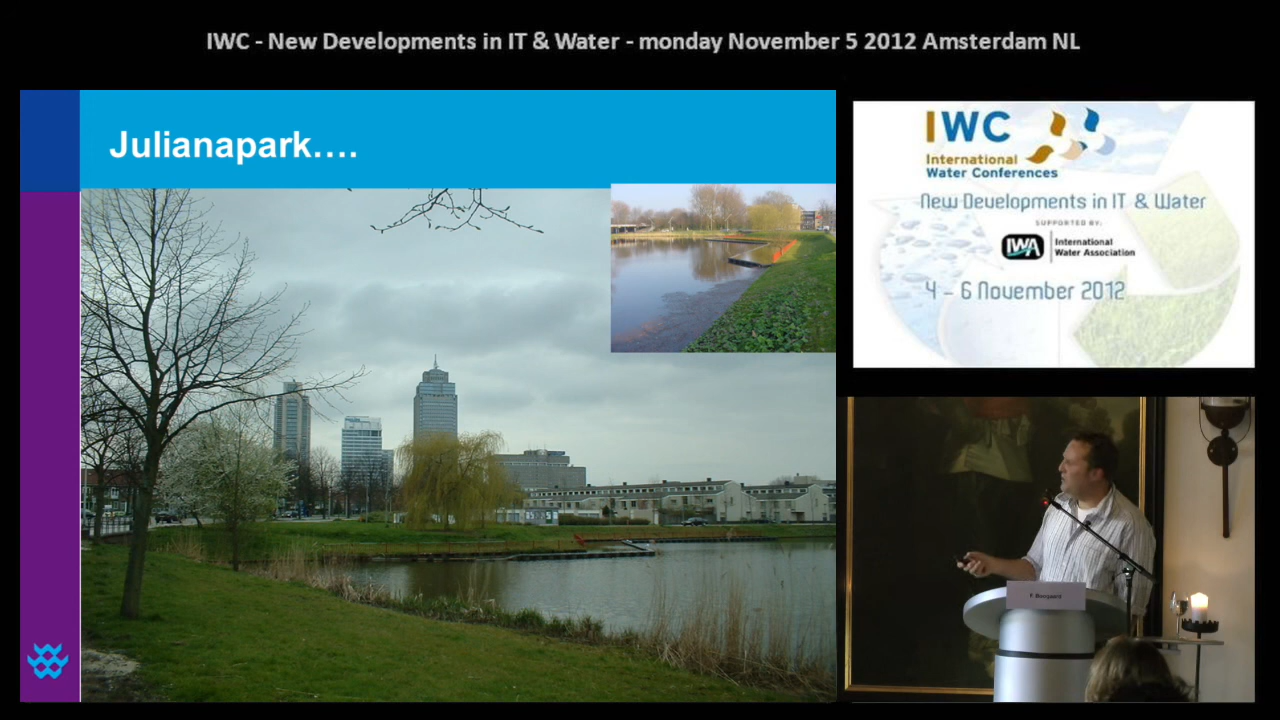 IWC - New Developments in IT & Water - monday November 5 2012 Amsterdam NL
Julianapark....
IWC
International
Water Conferences
New Developments in IT & Water
SUPPORTED BY:
IWA International
Water Association
4 - 6 November 2012
F. Boogaard